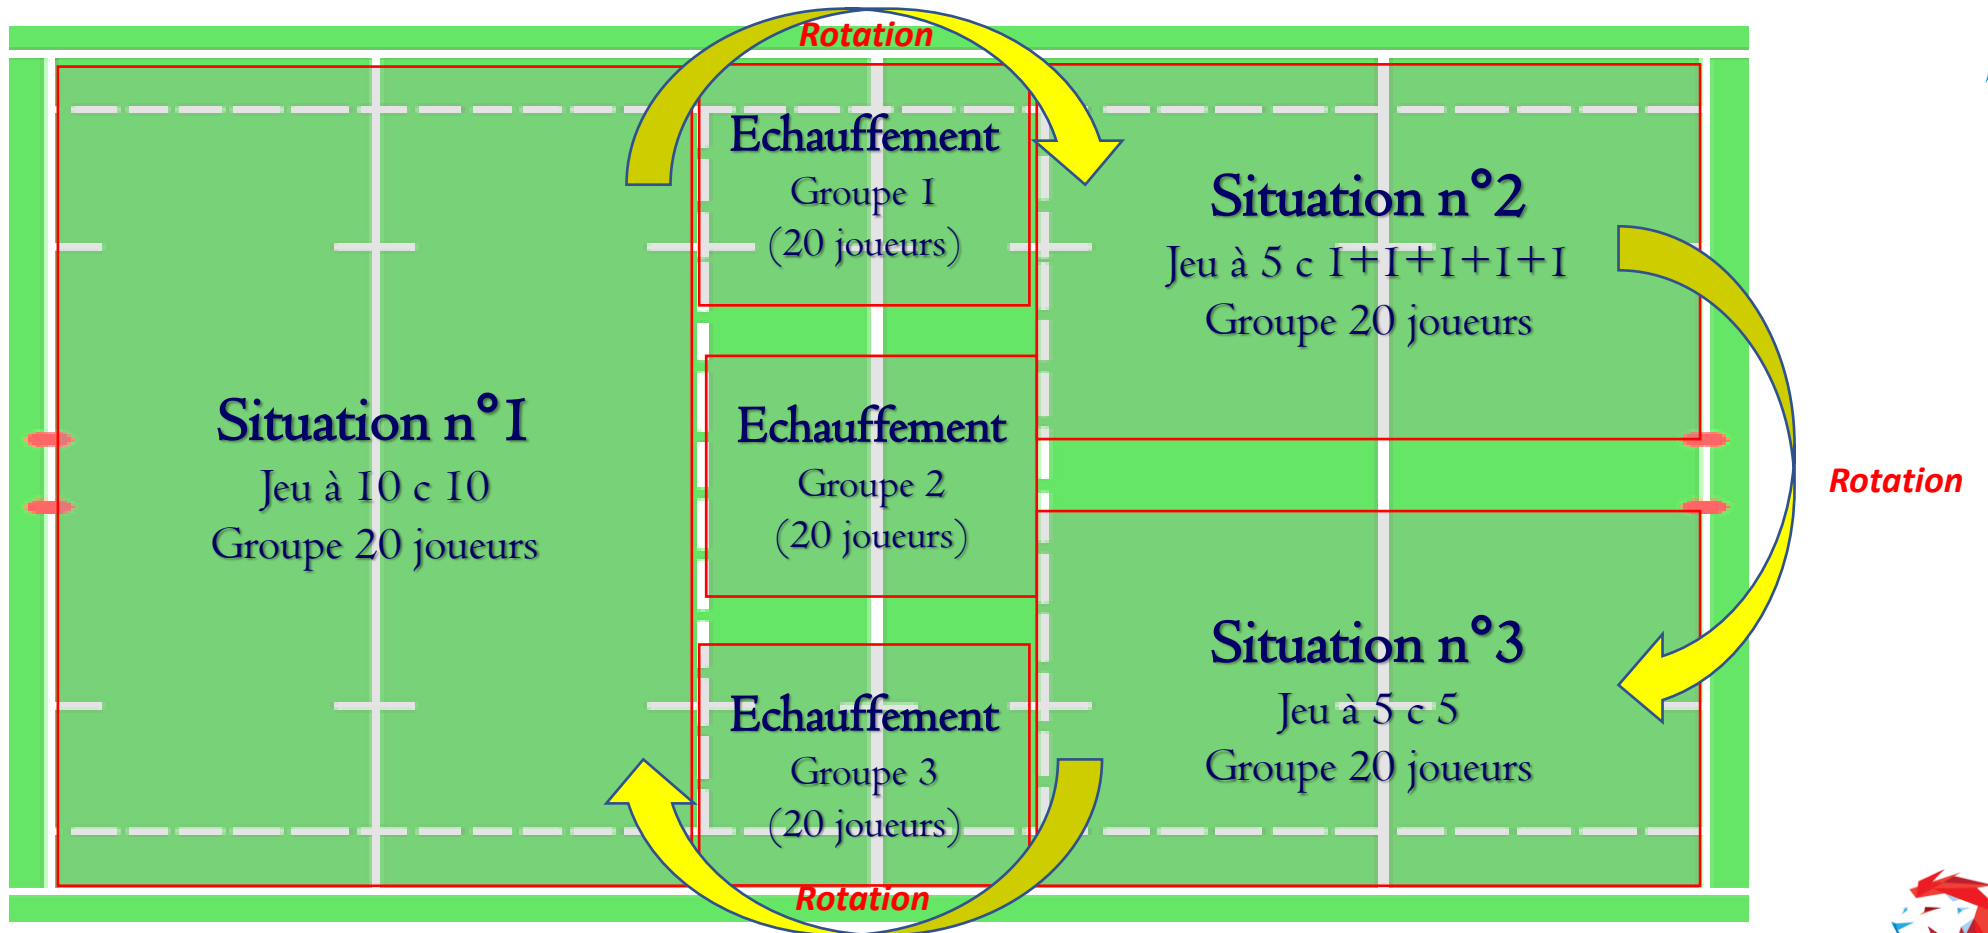 Rotation
Echauffement
Groupe 1
(20 joueurs)
Situation n°2
Jeu à 5 c 1+1+1+1+1
Groupe 20 joueurs
Situation n°1
Jeu à 10 c 10
Groupe 20 joueurs
Echauffement
Groupe 2
(20 joueurs)
Rotation
Situation n°3
Jeu à 5 c 5
Groupe 20 joueurs
Echauffement
Groupe 3
(20 joueurs)
Rotation